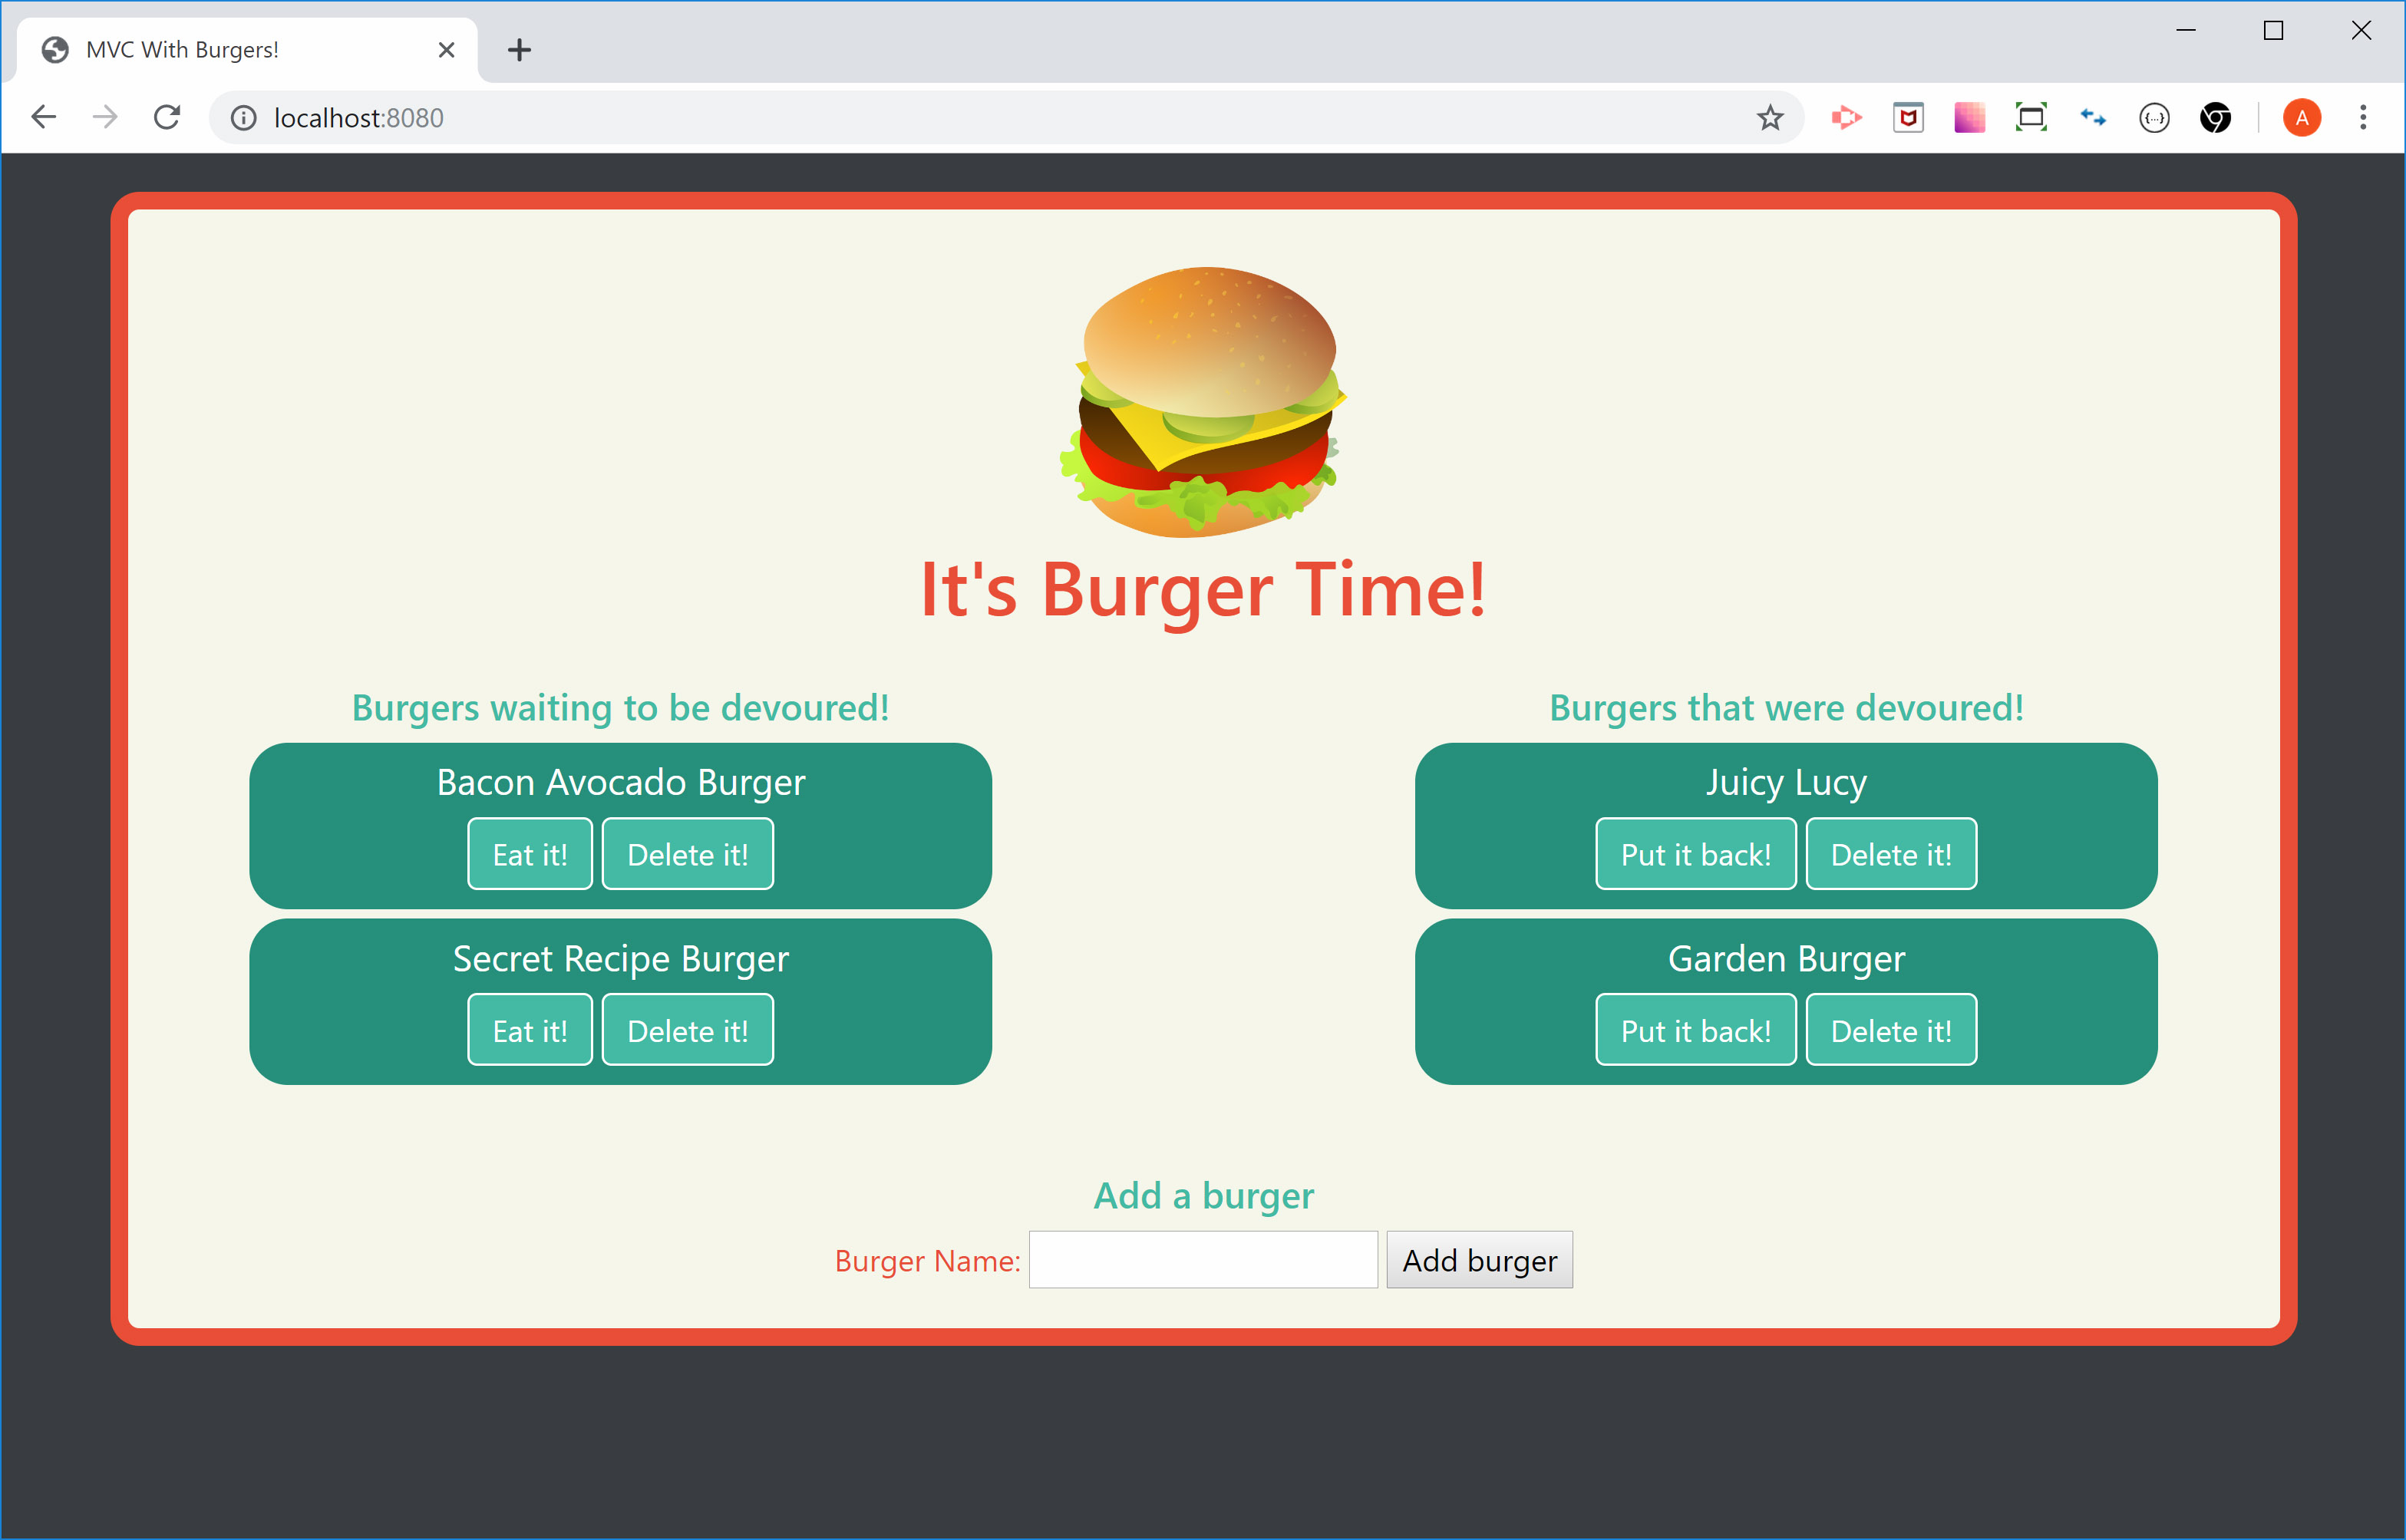 MVC With Burgers!
localhost:8080
{...}
A
It's Burger Time!
Burgers waiting to be devoured!
Bacon Avocado Burger
Eat it! Delete it!
Secret Recipe Burger
Eat it! Delete it!
Burgers that were devoured!
Juicy Lucy
Put it back! Delete it!
Garden Burger
Put it back! Delete it!
Add a burger
Burger Name: Add burger